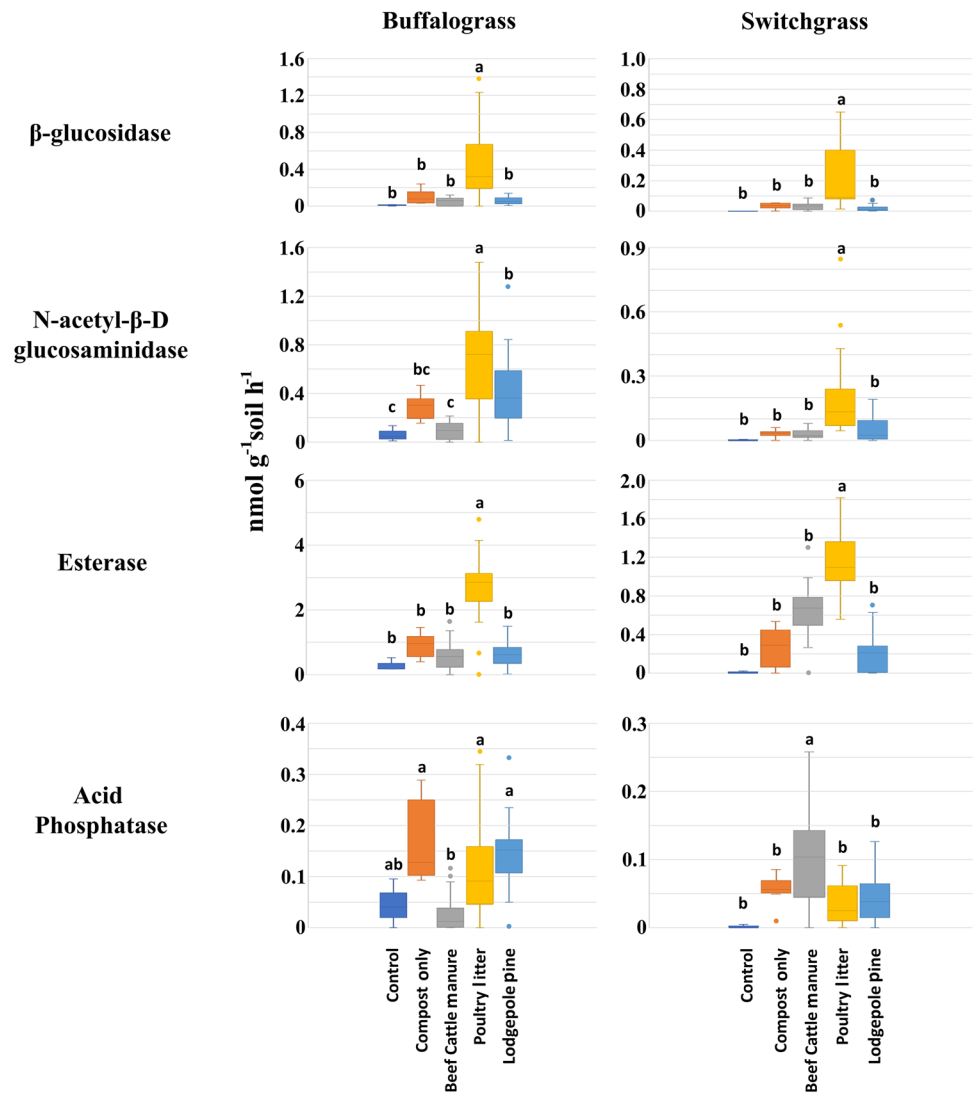 Buffalograss
Switchgrass
β-glucosidase
1.6
1.2
0.8
0.4
0
b
b
b
a
b
1.0
0.8
0.6
0.4
0.2
0
b
b
b
a
b
N-acetyl-β-D
glucosaminidase
1.6
1.2
0.8
0.4
0
c
bc
c
a
b
0.9
0.6
0.3
0
b
b
b
a
b
nmol g⁻¹soil h⁻¹
Esterase
6
4
2
0
b
b
b
a
b
2.0
1.6
1.2
0.8
0.4
0
b
b
b
a
b
Acid
Phosphatase
0.4
0.3
0.2
0.1
0
ab
a
b
a
a
0.3
0.2
0.1
0
b
b
a
b
b
Control
Compost only
Beef Cattle manure
Poultry litter
Lodgepole pine
Control
Compost only
Beef Cattle manure
Poultry litter
Lodgepole pine